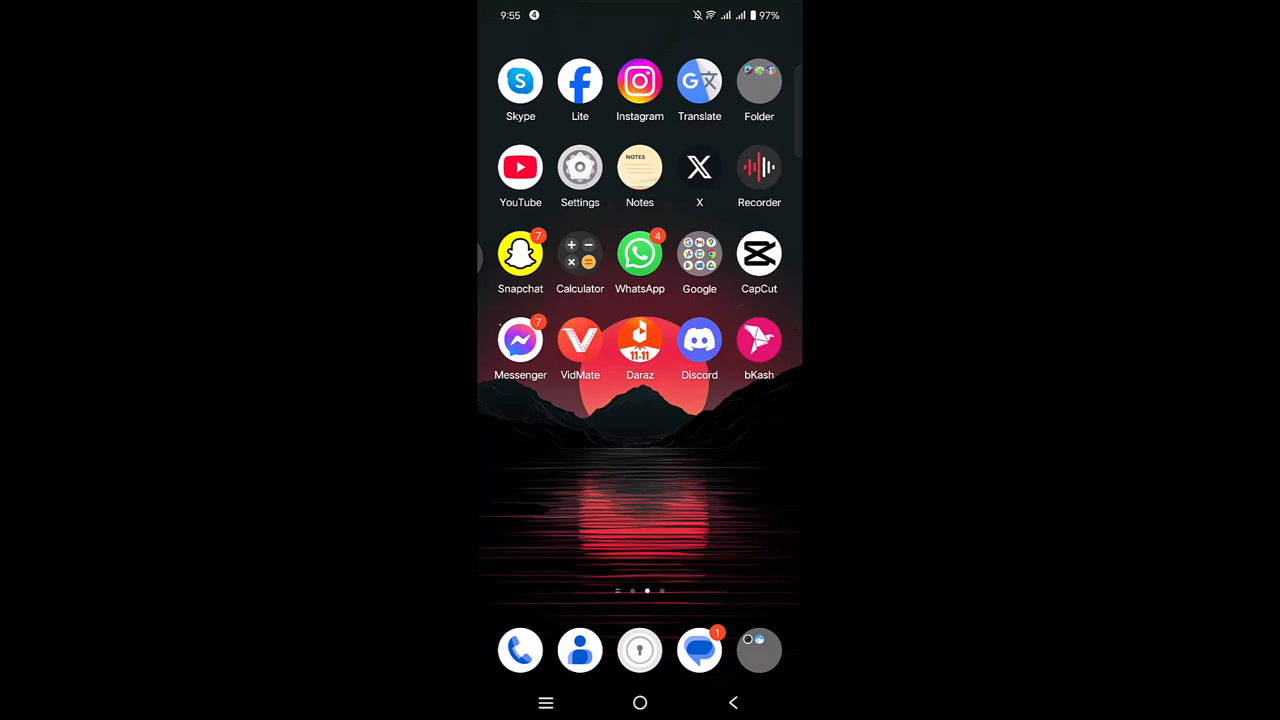 9:55 4 97%
Skype Lite Instagram Translate Folder
NOTES
YouTube Settings Notes X Recorder
7 4
Snapchat Calculator WhatsApp Google CapCut
7
11.11
Messenger VidMate Daraz Discord bKash
1